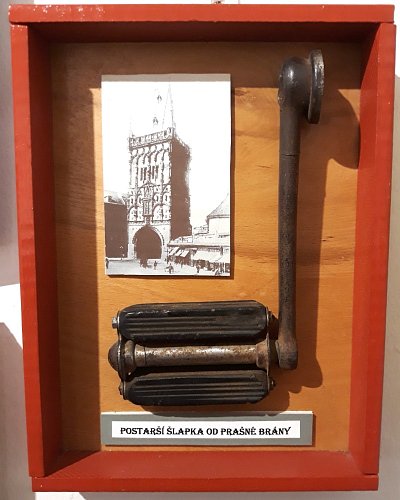 POSTARŠÍ ŠLAPKA OD PRAŠNÉ BRÁNY